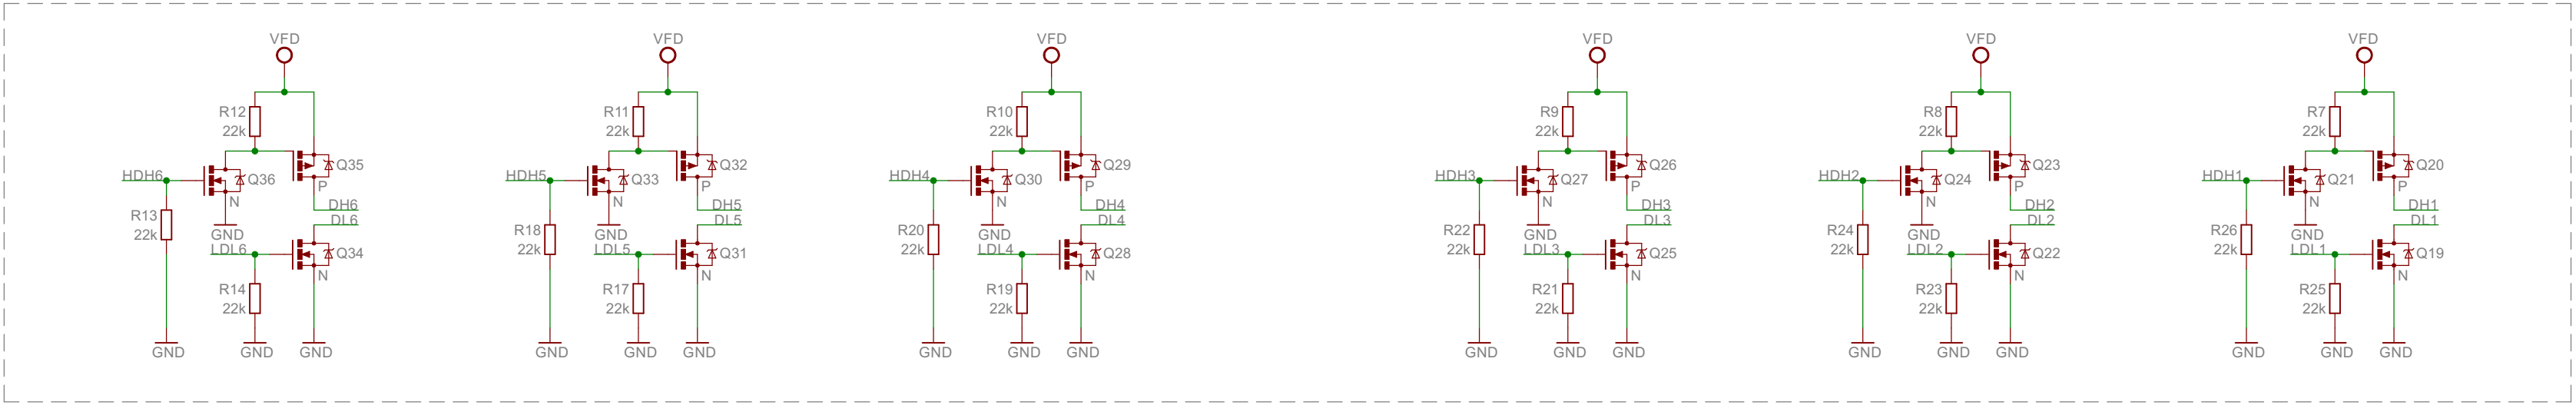 VFD
R12
22k
Q35
P
HDH6
Q36
N
DH6
DL6
R13
22k
GND
LDL6
Q34
N
R14
22k
GND
GND
GND
VFD
R11
22k
Q32
P
HDH5
Q33
N
DH5
DL5
R18
22k
GND
LDL5
Q31
N
R17
22k
GND
GND
GND
VFD
R10
22k
Q29
P
HDH4
Q30
N
DH4
DL4
R20
22k
GND
LDL4
Q28
N
R19
22k
GND
GND
GND
VFD
R9
22k
Q26
P
HDH3
Q27
N
DH3
DL3
R22
22k
GND
LDL3
Q25
N
R21
22k
GND
GND
GND
VFD
R8
22k
Q23
P
HDH2
Q24
N
DH2
DL2
R24
22k
GND
LDL2
Q22
N
R23
22k
GND
GND
GND
VFD
R7
22k
Q20
P
HDH1
Q21
N
DH1
DL1
R26
22k
GND
LDL1
Q19
N
R25
22k
GND
GND
GND